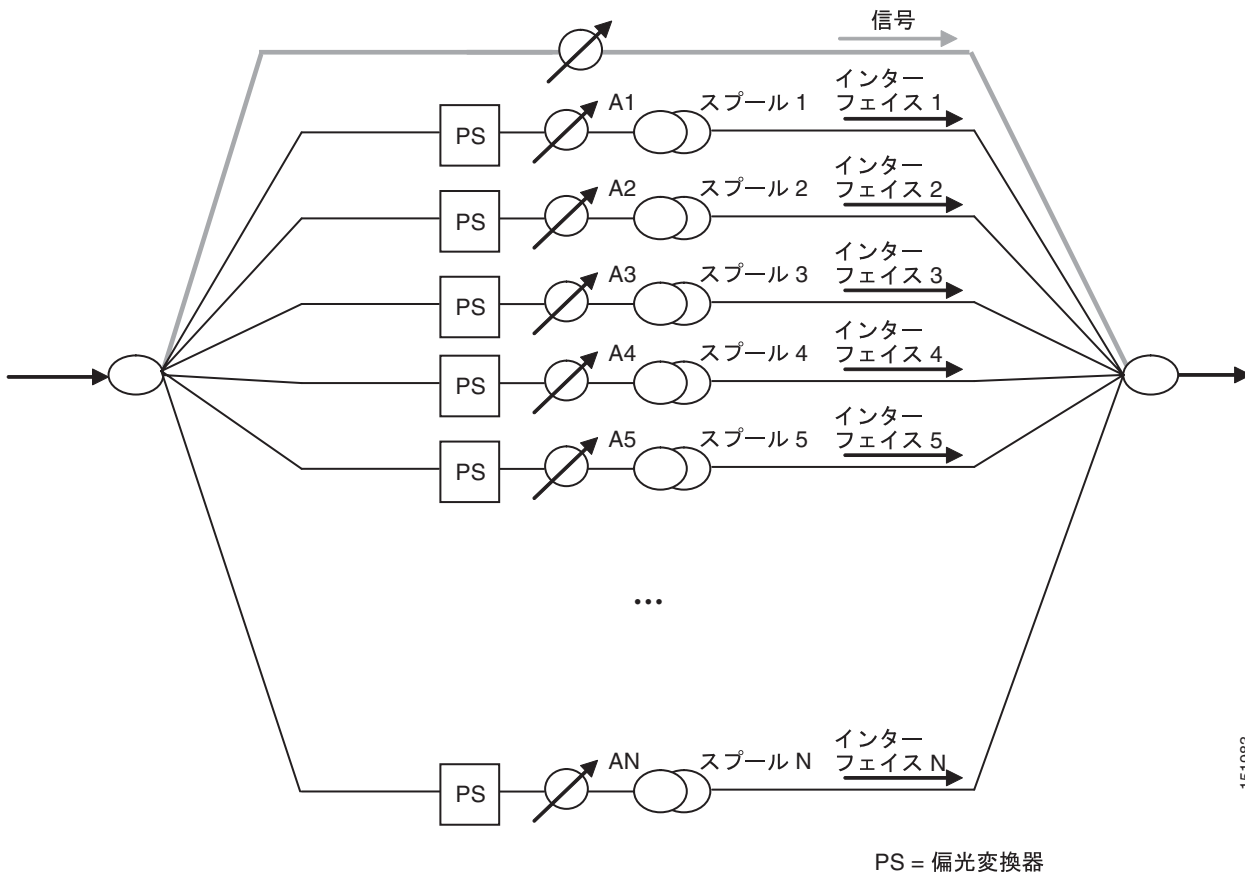 信号
インター
フェイス 1
PS
A1
スプール 1
インター
フェイス 2
PS
A2
スプール 2
インター
フェイス 3
PS
A3
スプール 3
インター
フェイス 4
PS
A4
スプール 4
インター
フェイス 5
PS
A5
スプール 5
...
インター
フェイス N
PS
AN
スプール N
PS = 偏光変換器